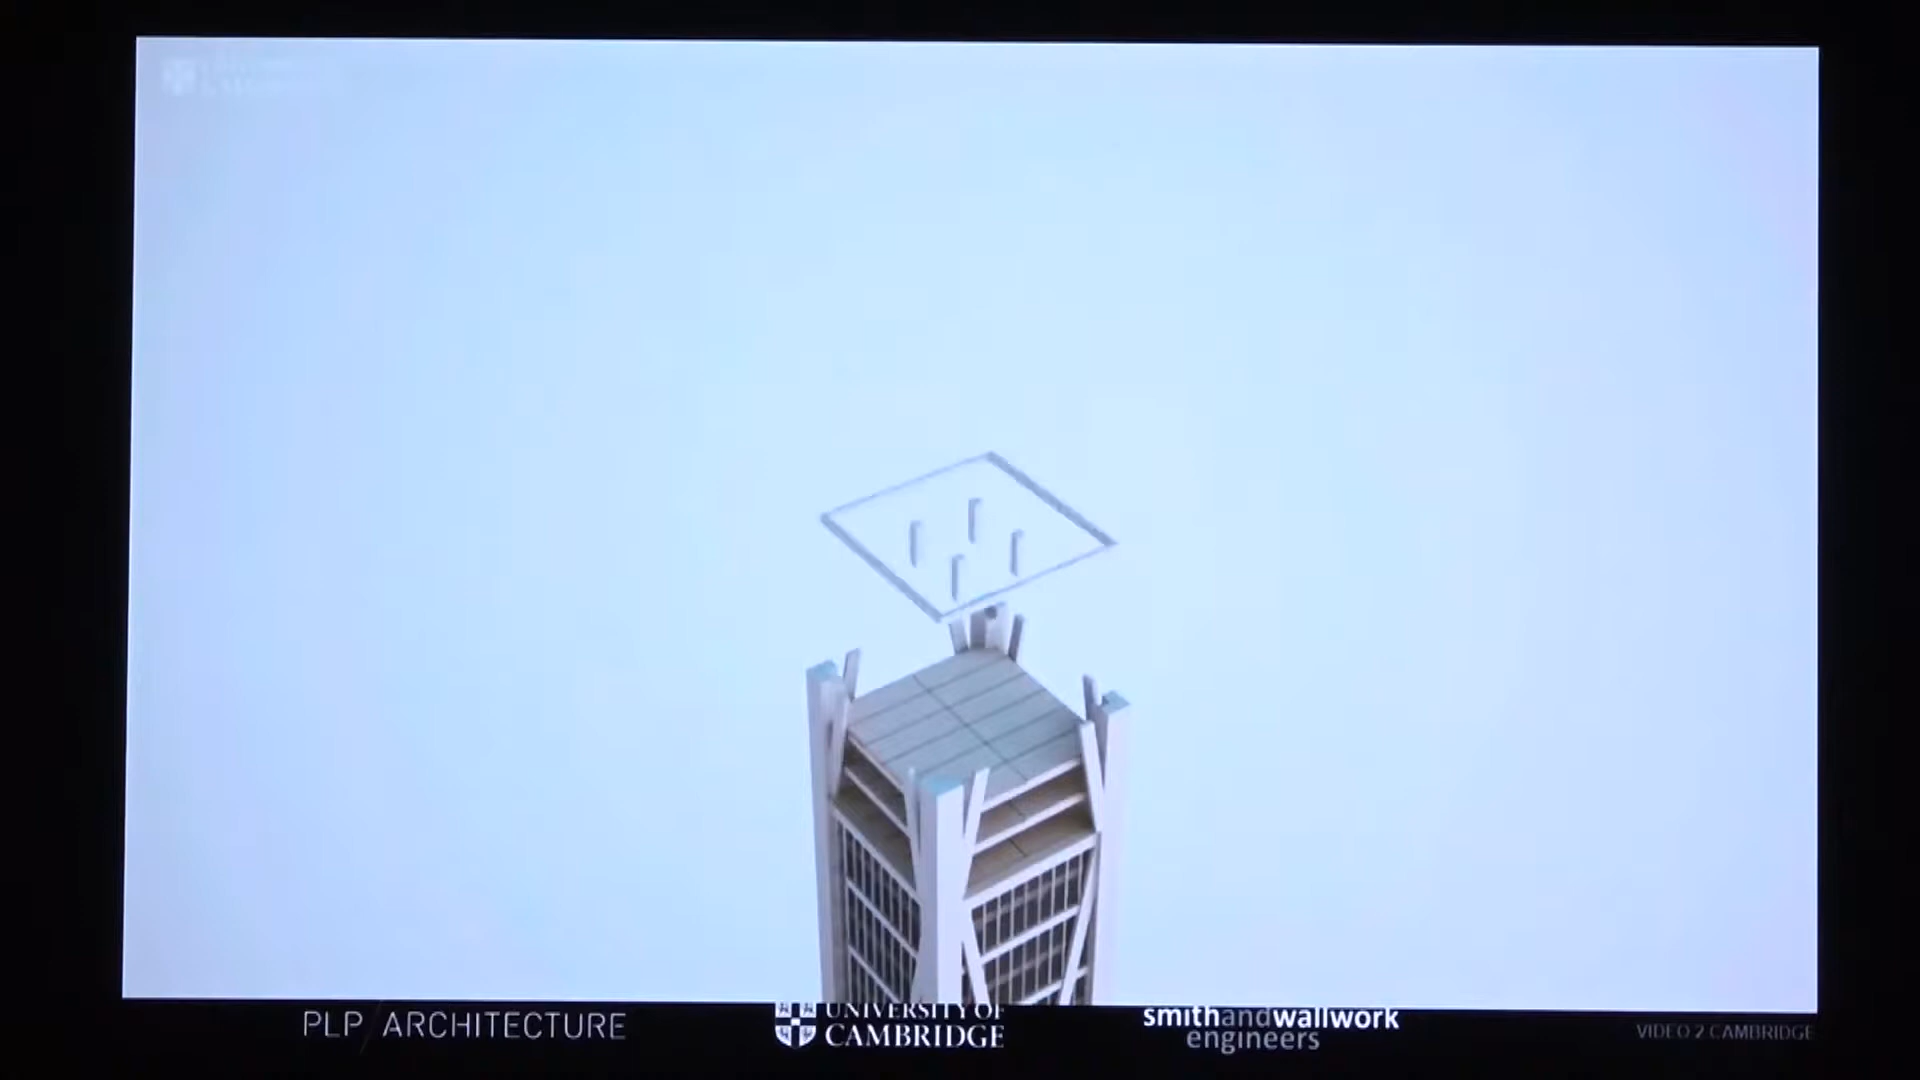 PLP/ARCHITECTURE
UNIVERSITY OF
CAMBRIDGE
smithandwallwork
engineers
VIDEO 2 CAMBRIDGE